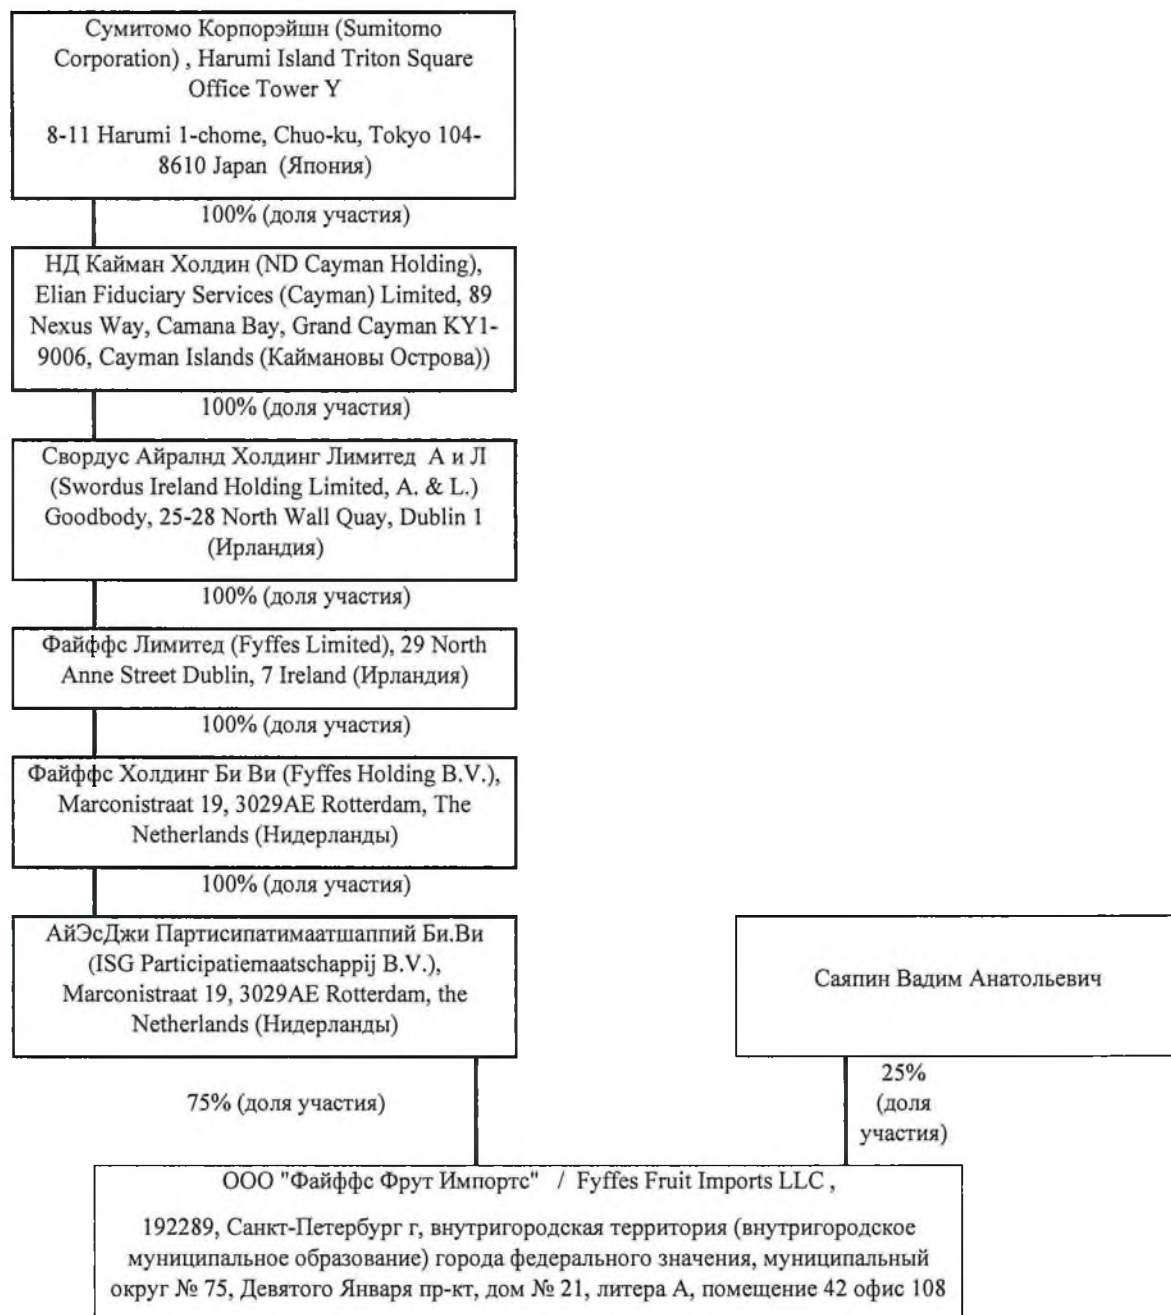 Сумитомо Корпорэйшн (Sumitomo
Corporation) , Harumi Island Triton Square
Office Tower Y
8-11 Harumi 1-chome, Chuo-ku, Tokyo 104-
8610 Japan (Япония)
100% (доля участия)
НД Кайман Холдин (ND Cayman Holding),
Elian Fiduciary Services (Cayman) Limited, 89
Nexus Way, Camana Bay, Grand Cayman KY1-
9006, Cayman Islands (Каймановы Острова))
100% (доля участия)
Свордус Айралнд Холдинг Лимитед А и Л
(Swordus Ireland Holding Limited, A. & L.)
Goodbody, 25-28 North Wall Quay, Dublin 1
(Ирландия)
100% (доля участия)
Файффс Лимитед (Fyffes Limited), 29 North
Anne Street Dublin, 7 Ireland (Ирландия)
100% (доля участия)
Файффс Холдинг Би Ви (Fyffes Holding B.V.),
Marconistraat 19, 3029AE Rotterdam, The
Netherlands (Нидерланды)
100% (доля участия)
АйЭсДжи Партисипатимаатшаппий Би.Ви
(ISG Participatiemaatschappij B.V.),
Marconistraat 19, 3029AE Rotterdam, the
Netherlands (Нидерланды)
Саяпин Вадим Анатольевич
75% (доля участия)
25%
(доля
участия)
ООО "Файффс Фрут Импортс" / Fyffes Fruit Imports LLC ,
192289, Санкт-Петербург г, внутригородская территория (внутригородское
муниципальное образование) города федерального значения, муниципальный
округ № 75, Девятого Января пр-кт, дом № 21, литера А, помещение 42 офис 108